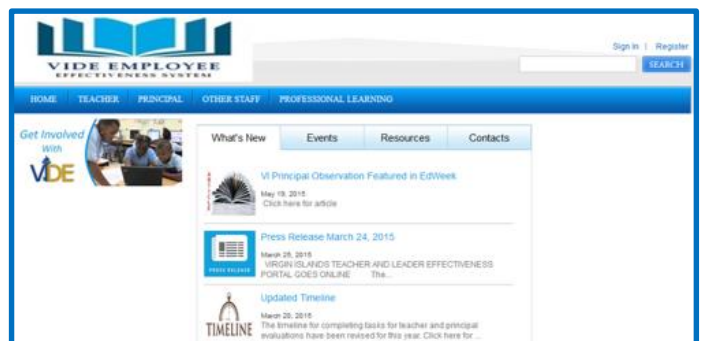 VIDE EMPLOYEE
EFFECTIVENESS SYSTEM
Sign In | Register
SEARCH
HOME TEACHER PRINCIPAL OTHER STAFF PROFESSIONAL LEARNING
Get Involved
With
VIDE
What's New Events Resources Contacts
ARTICLE
VI Principal Observation Featured in EdWeek
May 19, 2015
Click here for article
Press Release March 24, 2015
March 25, 2015
VIRGIN ISLANDS TEACHER AND LEADER EFFECTIVENESS
PORTAL GOES ONLINE The...
PRESS RELEASE
Updated Timeline
March 20, 2015
The timeline for completing tasks for teacher and principal
evaluations have been revised for this year. Click here for ...
TIMELINE